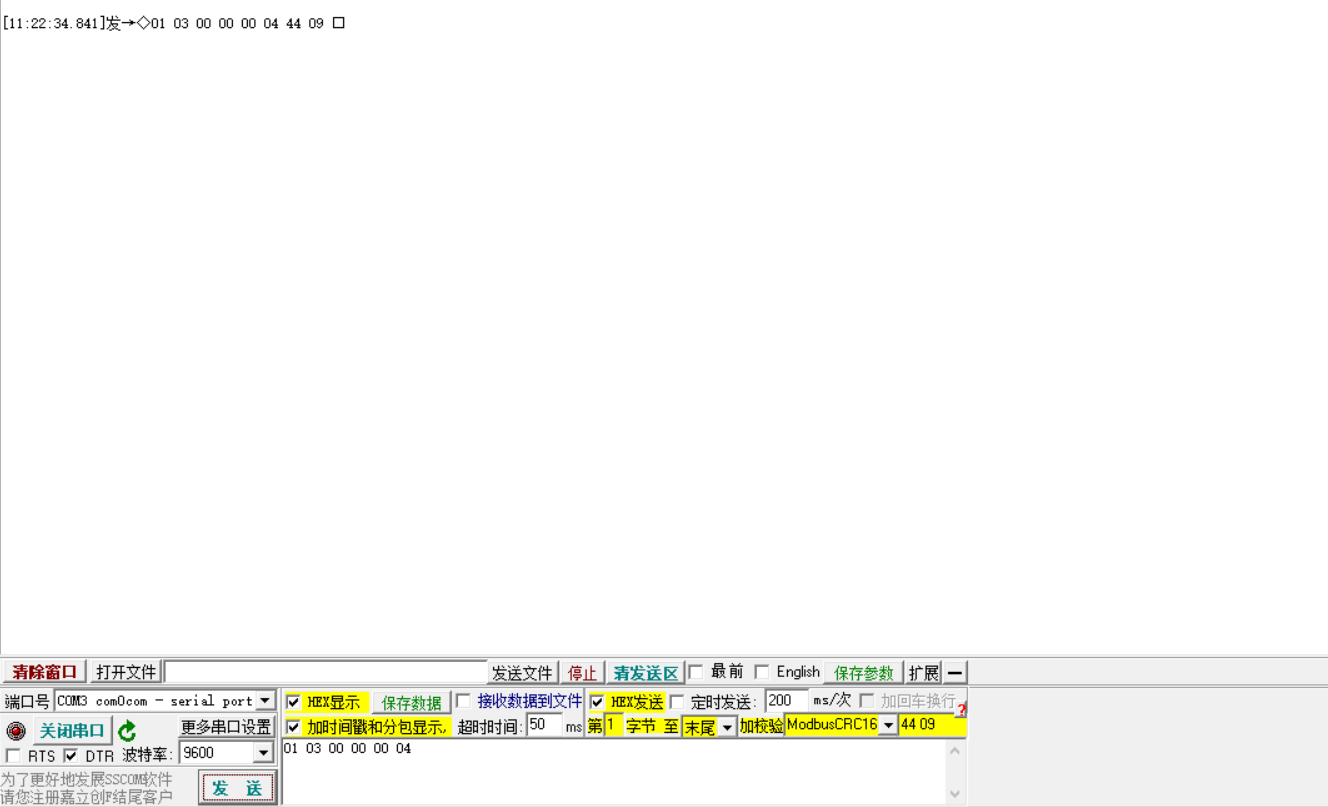 [11:22:34.841]发→◇01 03 00 00 00 04 44 09 □
清除窗口 打开文件 发送文件 停止 清发送区 最前 English 保存参数 扩展 —
端口号 COM3 com0com - serial port HEX显示 保存数据 接收数据到文件 HEX发送 定时发送: 200 ms/次 加回车换行
关闭串口 更多串口设置 加时间戳和分包显示, 超时时间: 50 ms 第 1 字节 至 末尾 加校验 ModbusCRC16 44 09
RTS DTR 波特率: 9600 01 03 00 00 00 04
为了更好地发展SSCOM软件
请您注册嘉立创F结尾客户
发 送